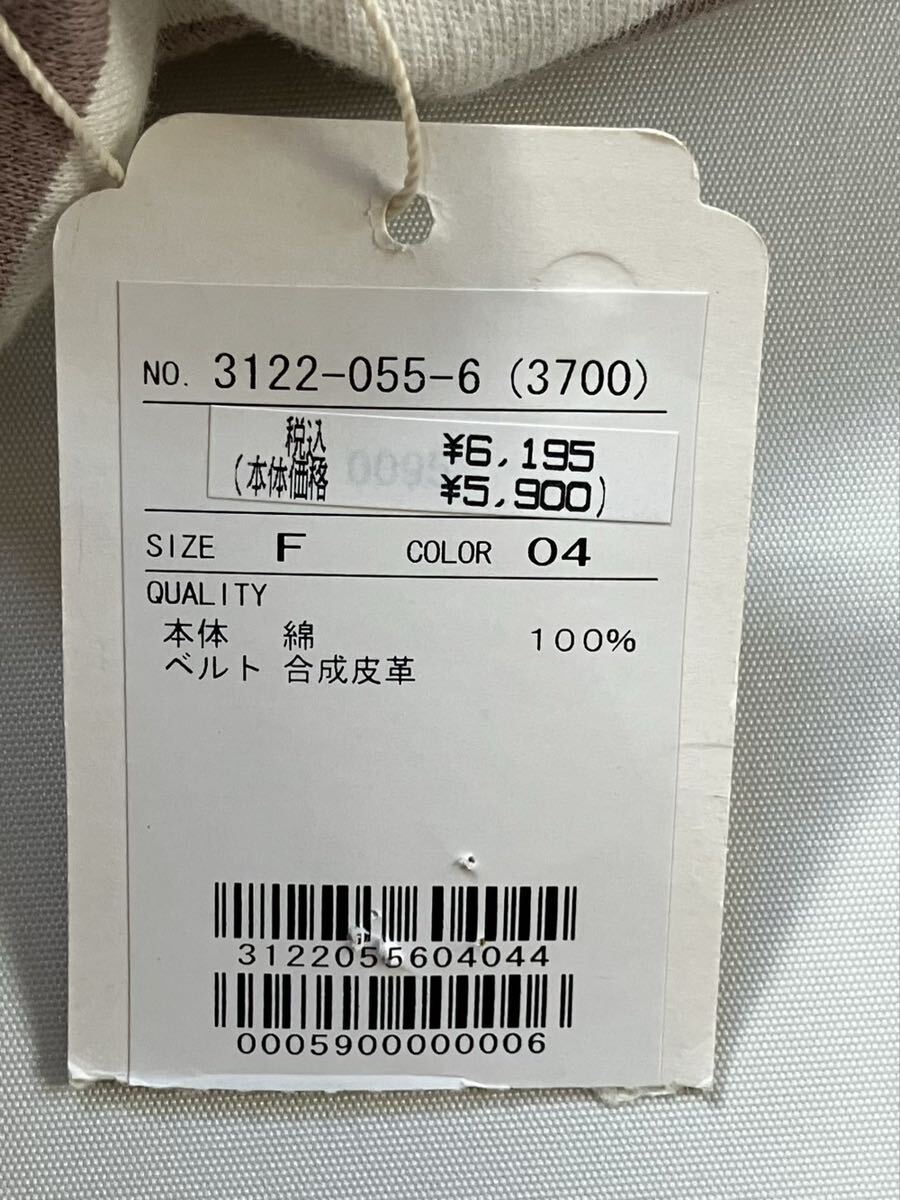 NO. 3122-055-6 (3700)
税込 ¥6,195
(本体価格 ¥5,900)
SIZE F COLOR 04
QUALITY
本体 綿 100%
ベルト 合成皮革
3122055604044
0005900000006